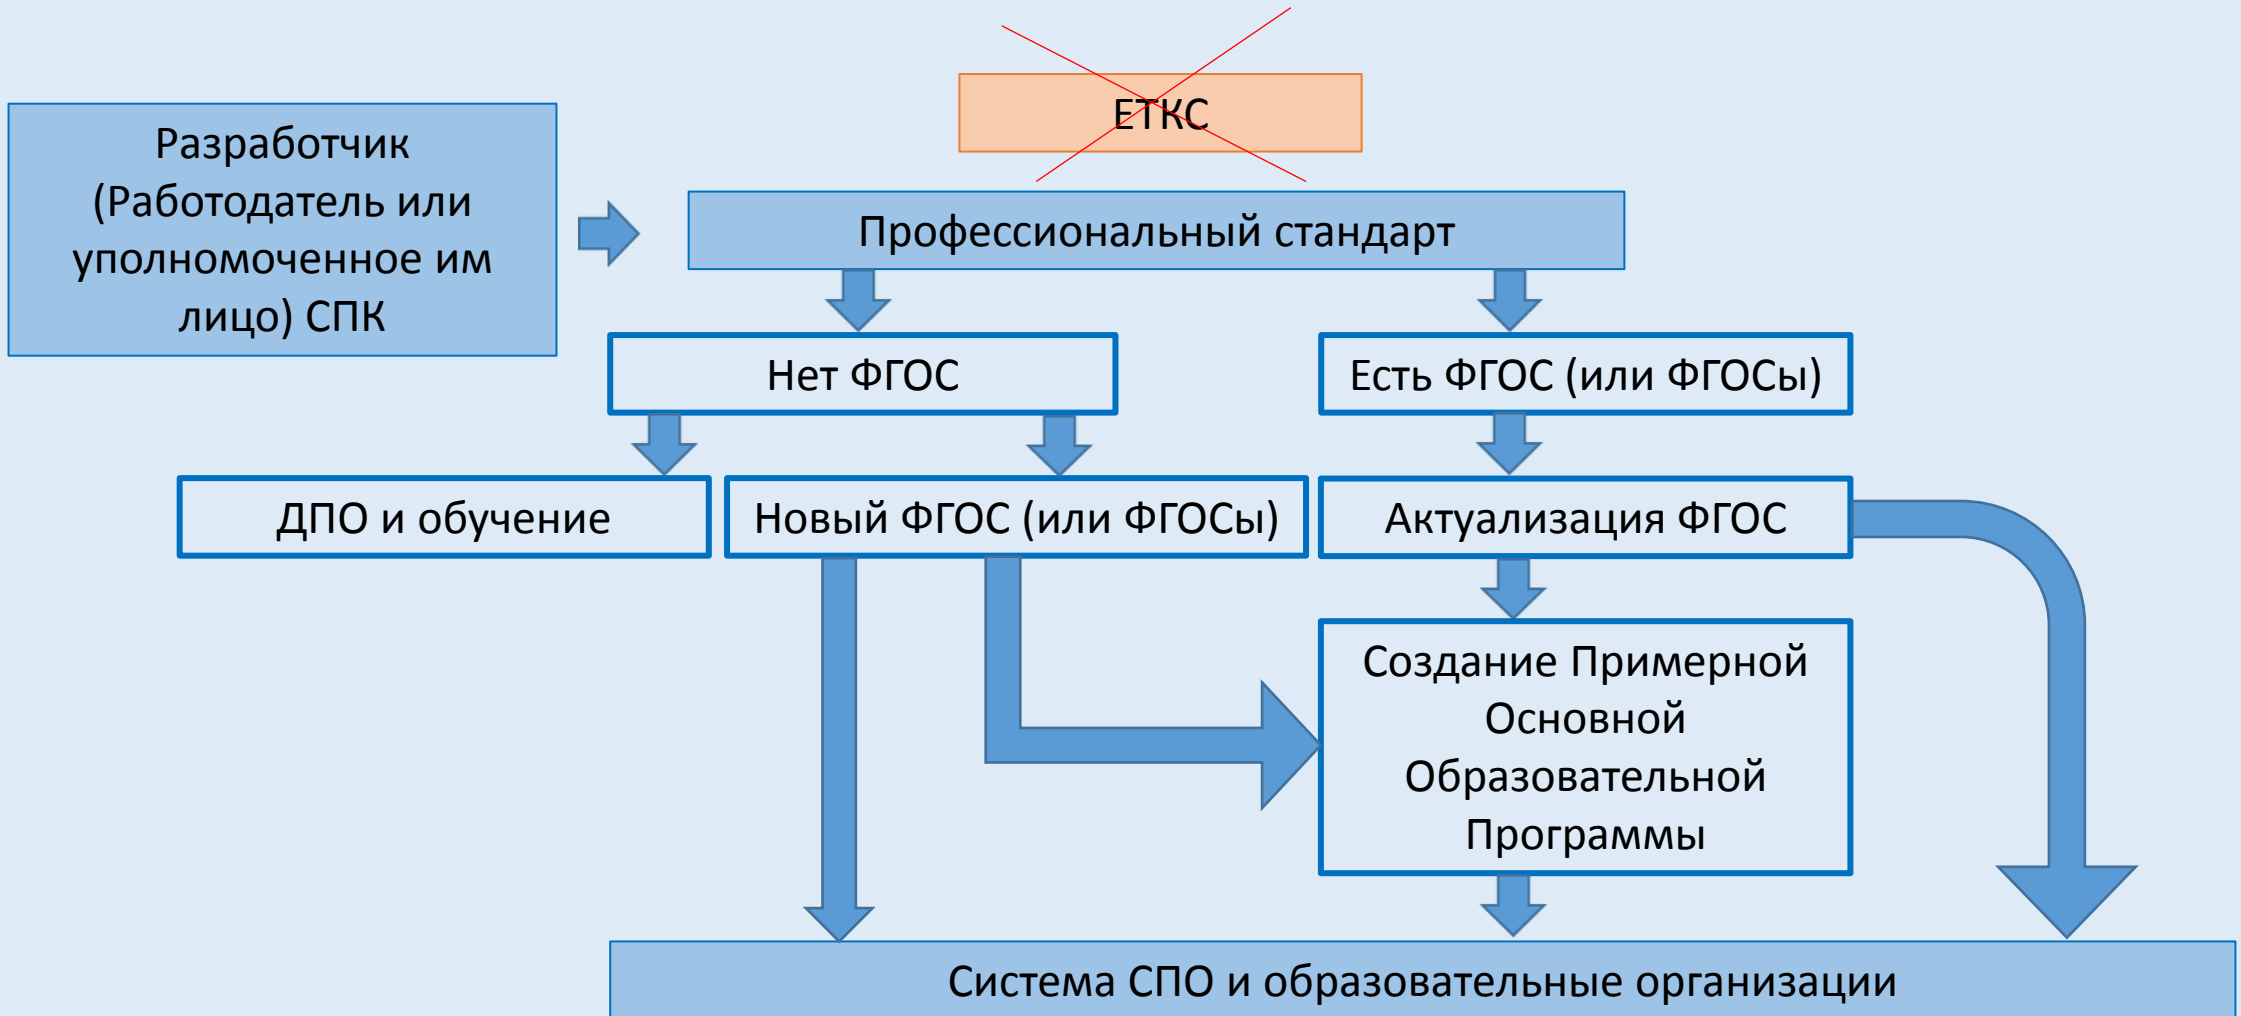 ЕТКС
Разработчик
(Работодатель или
уполномоченное им
лицо) СПК
Профессиональный стандарт
Нет ФГОС
Есть ФГОС (или ФГОСы)
ДПО и обучение
Новый ФГОС (или ФГОСы)
Актуализация ФГОС
Создание Примерной
Основной
Образовательной
Программы
Система СПО и образовательные организации